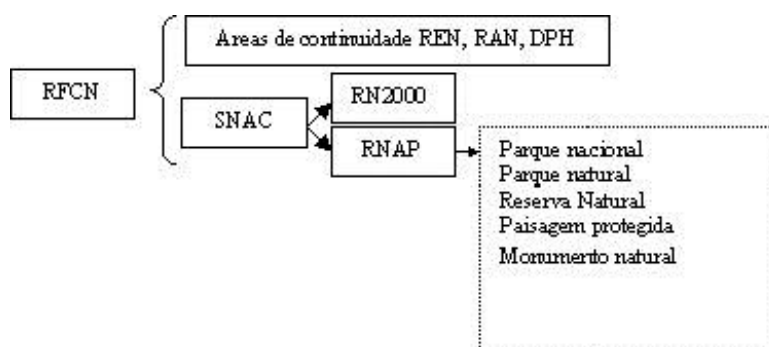 Areas de continuidade REN, RAN, DPH
RFCN
SNAC
RN2000
RNAP
Parque nacional
Parque natural
Reserva Natural
Paisagem protegida
Monumento natural